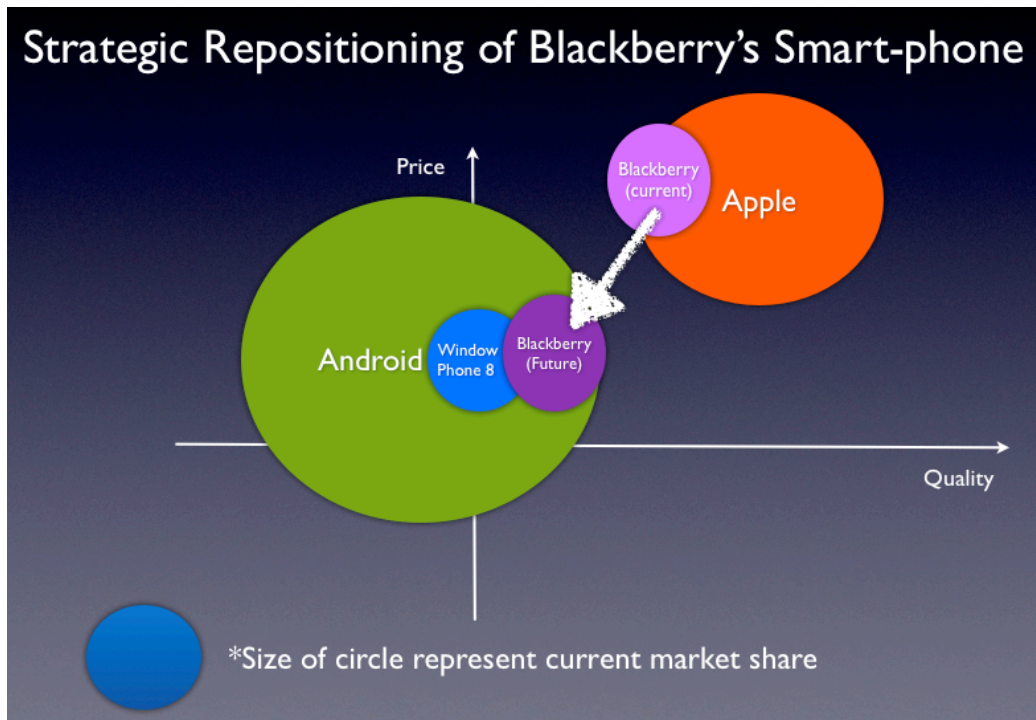 Strategic Repositioning of Blackberry's Smart-phone
Price
Blackberry
(current)
Apple
Android
Window
Phone 8
Blackberry
(Future)
Quality
*Size of circle represent current market share